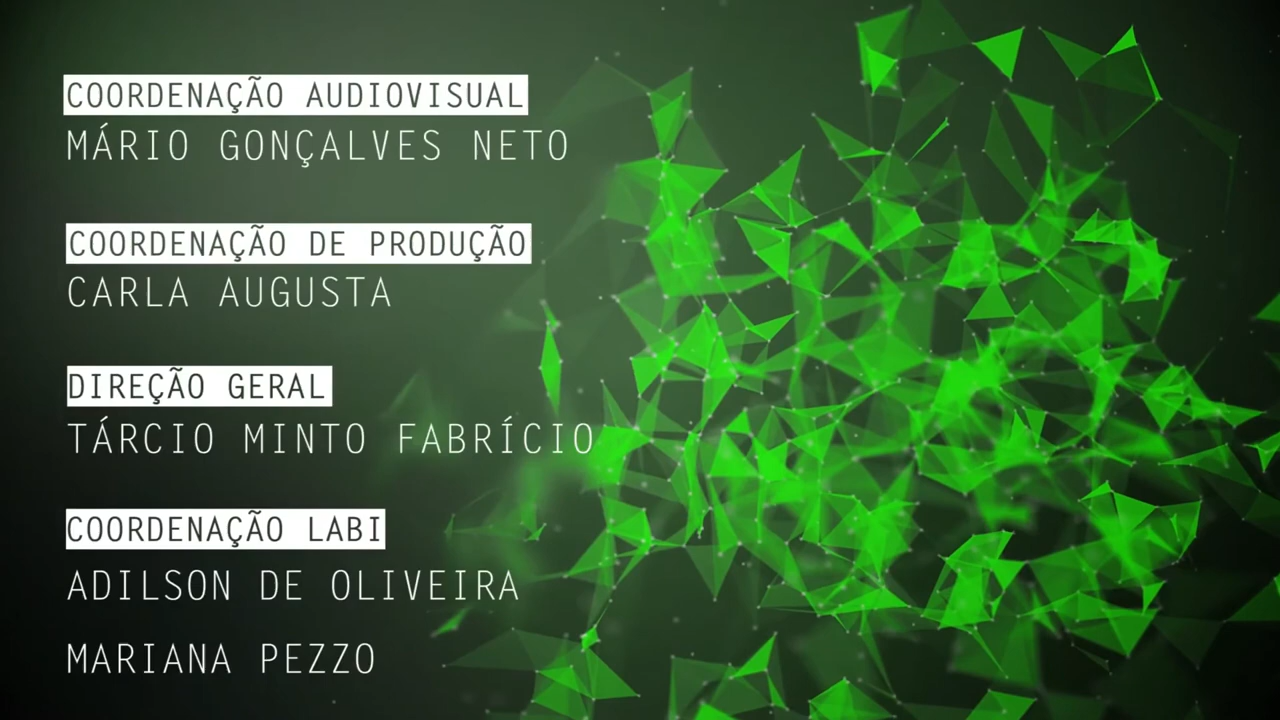 COORDENAÇÃO AUDIOVISUAL
MÁRIO GONÇALVES NETO
COORDENAÇÃO DE PRODUÇÃO
CARLA AUGUSTA
DIREÇÃO GERAL
TÁRCIO MINTO FABRÍCIO
COORDENAÇÃO LABI
ADILSON DE OLIVEIRA
MARIANA PEZZO